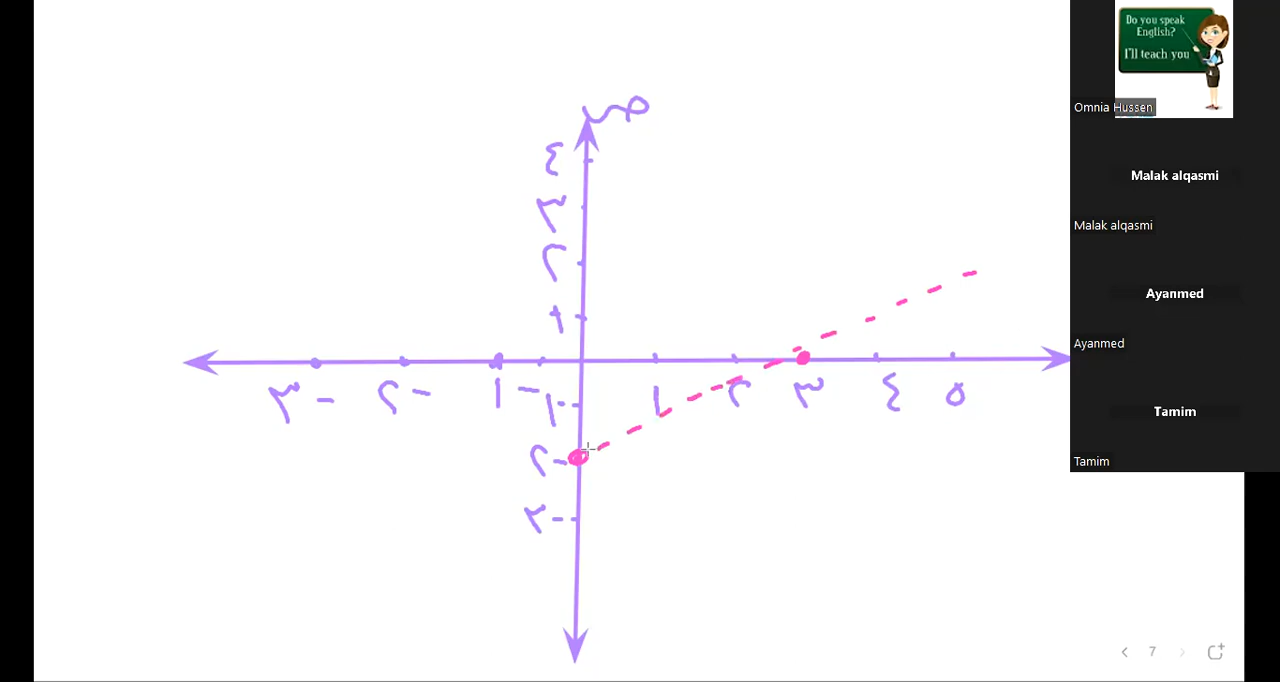 Do you speak
English?
I'll teach you
Omnia Hussen
Malak alqasmi
Malak alqasmi
Ayanmed
Ayanmed
Tamim
Tamim
ص
٤
٣
٢
١
-٣ -٢ -١ ١ ٢ ٣ ٤ ٥
-١
-٢
-٣
7